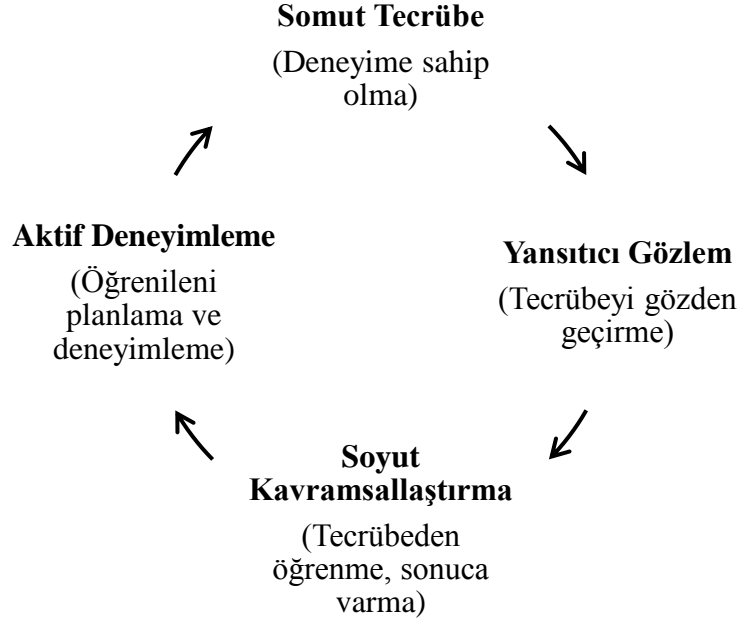 Somut Tecrübe
(Deneyime sahip
olma)
Yansıtıcı Gözlem
(Tecrübeyi gözden
geçirme)
Soyut
Kavramsallaştırma
(Tecrübeden
öğrenme, sonuca
varma)
Aktif Deneyimleme
(Öğrenileni
planlama ve
deneyimleme)